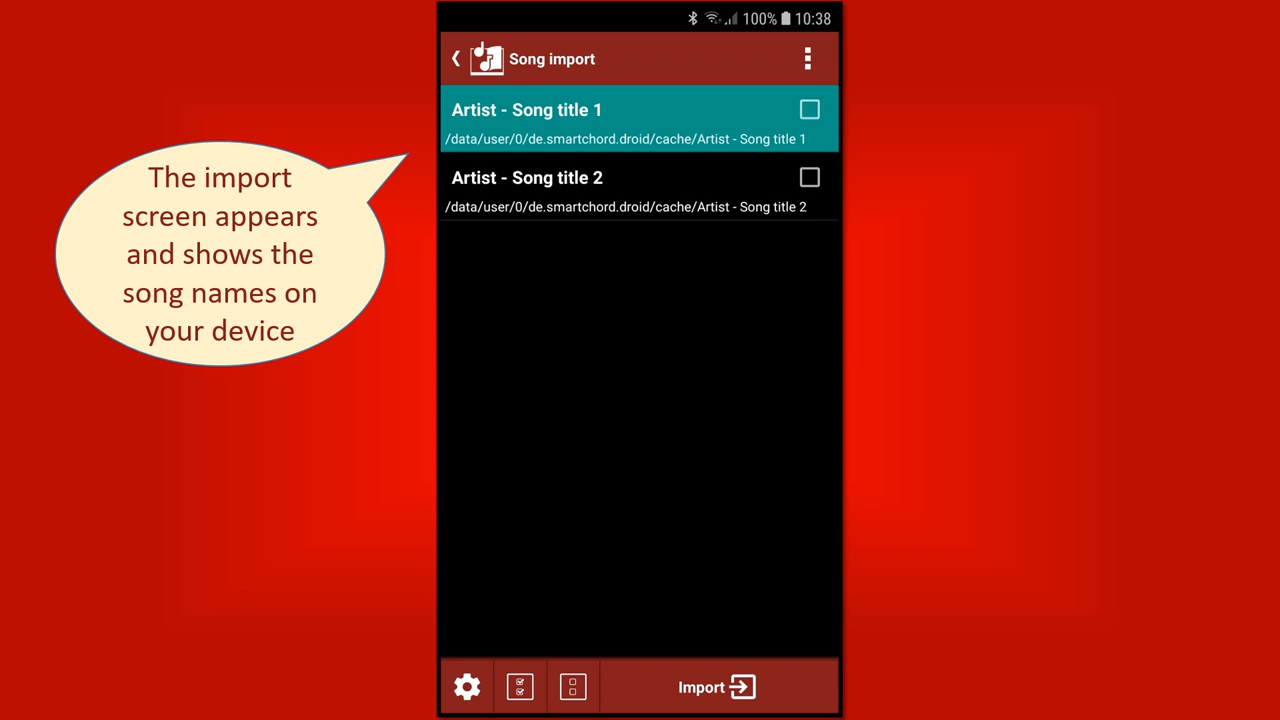 100% 10:38
Song import
Artist - Song title 1
/data/user/0/de.smartchord.droid/cache/Artist - Song title 1
Artist - Song title 2
/data/user/0/de.smartchord.droid/cache/Artist - Song title 2
The import
screen appears
and shows the
song names on
your device
Import